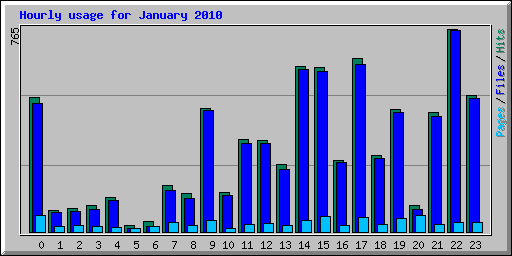 Hourly usage for January 2010
765
Pages / Files / Hits
0 1 2 3 4 5 6 7 8 9 10 11 12 13 14 15 16 17 18 19 20 21 22 23